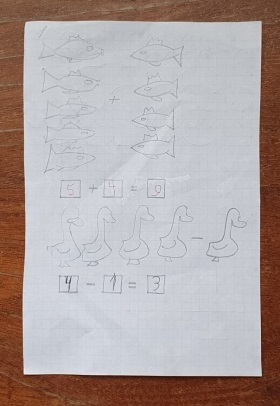 +
5 + 4 = 9
−
4 − 1 = 3